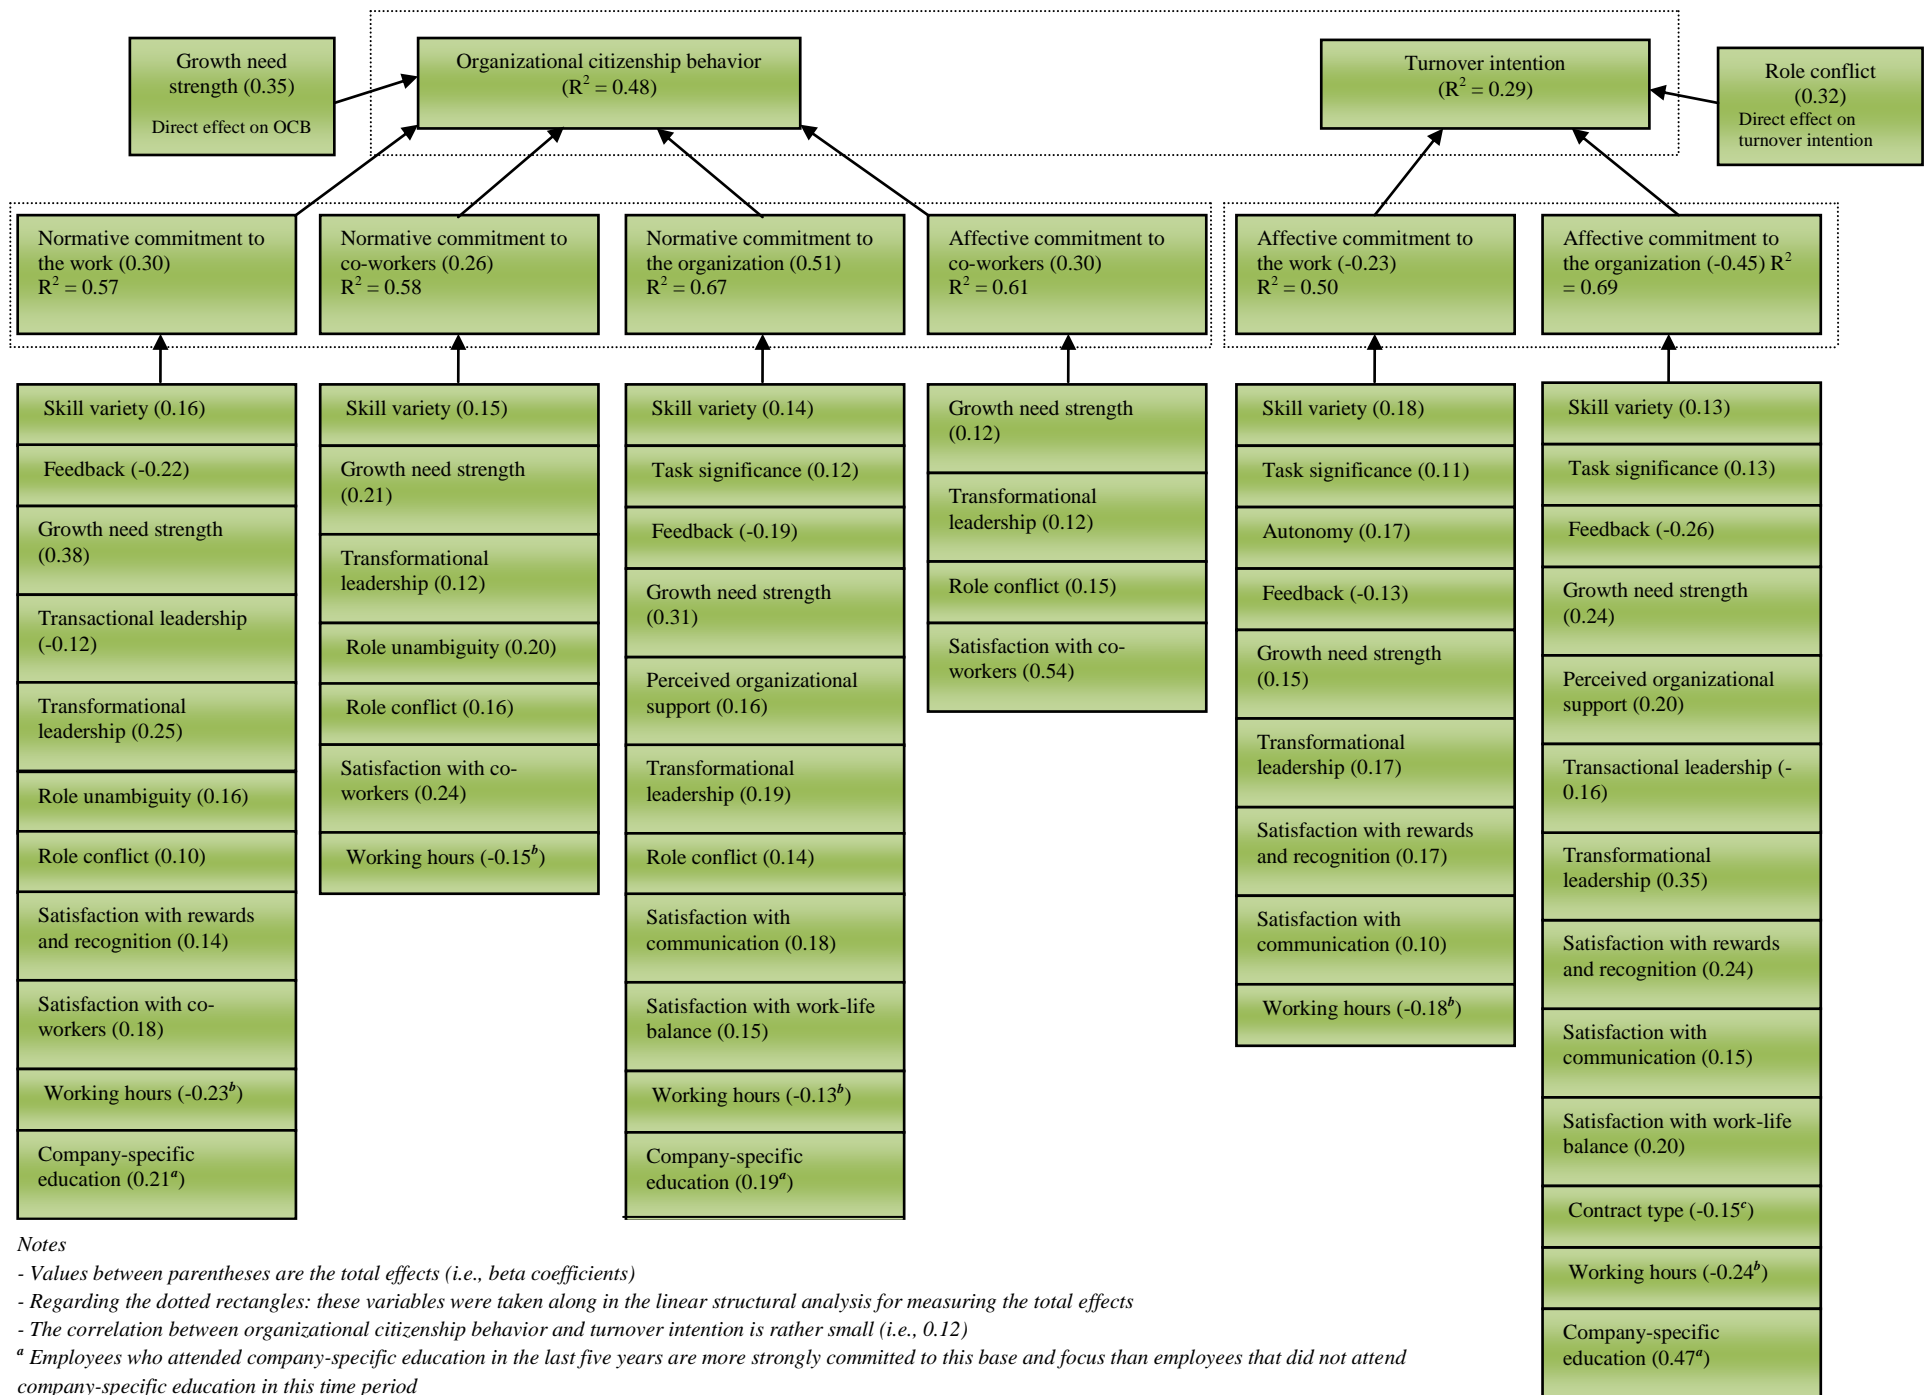 Growth need
strength (0.35)
Direct effect on OCB
Organizational citizenship behavior
(R² = 0.48)
Turnover intention
(R² = 0.29)
Role conflict
(0.32)
Direct effect on
turnover intention
Normative commitment to
the work (0.30)
R² = 0.57
Normative commitment to
co-workers (0.26)
R² = 0.58
Normative commitment to
the organization (0.51)
R² = 0.67
Affective commitment to
co-workers (0.30)
R² = 0.61
Affective commitment to
the work (-0.23)
R² = 0.50
Affective commitment to
the organization (-0.45) R²
= 0.69
Skill variety (0.16)
Feedback (-0.22)
Growth need strength
(0.38)
Transactional leadership
(-0.12)
Transformational
leadership (0.25)
Role unambiguity (0.16)
Role conflict (0.10)
Satisfaction with rewards
and recognition (0.14)
Satisfaction with co-
workers (0.18)
Working hours (-0.23ᵇ)
Company-specific
education (0.21ᵃ)
Skill variety (0.15)
Growth need strength
(0.21)
Transformational
leadership (0.12)
Role unambiguity (0.20)
Role conflict (0.16)
Satisfaction with co-
workers (0.24)
Working hours (-0.15ᵇ)
Skill variety (0.14)
Task significance (0.12)
Feedback (-0.19)
Growth need strength
(0.31)
Perceived organizational
support (0.16)
Transformational
leadership (0.19)
Role conflict (0.14)
Satisfaction with
communication (0.18)
Satisfaction with work-life
balance (0.15)
Working hours (-0.13ᵇ)
Company-specific
education (0.19ᵃ)
Growth need strength
(0.12)
Transformational
leadership (0.12)
Role conflict (0.15)
Satisfaction with co-
workers (0.54)
Skill variety (0.18)
Task significance (0.11)
Autonomy (0.17)
Feedback (-0.13)
Growth need strength
(0.15)
Transformational
leadership (0.17)
Satisfaction with rewards
and recognition (0.17)
Satisfaction with
communication (0.10)
Working hours (-0.18ᵇ)
Skill variety (0.13)
Task significance (0.13)
Feedback (-0.26)
Growth need strength
(0.24)
Perceived organizational
support (0.20)
Transactional leadership (-
0.16)
Transformational
leadership (0.35)
Satisfaction with rewards
and recognition (0.24)
Satisfaction with
communication (0.15)
Satisfaction with work-life
balance (0.20)
Contract type (-0.15ᶜ)
Working hours (-0.24ᵇ)
Company-specific
education (0.47ᵃ)
Notes
- Values between parentheses are the total effects (i.e., beta coefficients)
- Regarding the dotted rectangles: these variables were taken along in the linear structural analysis for measuring the total effects
- The correlation between organizational citizenship behavior and turnover intention is rather small (i.e., 0.12)
ᵃ Employees who attended company-specific education in the last five years are more strongly committed to this base and focus than employees that did not attend
company-specific education in this time period